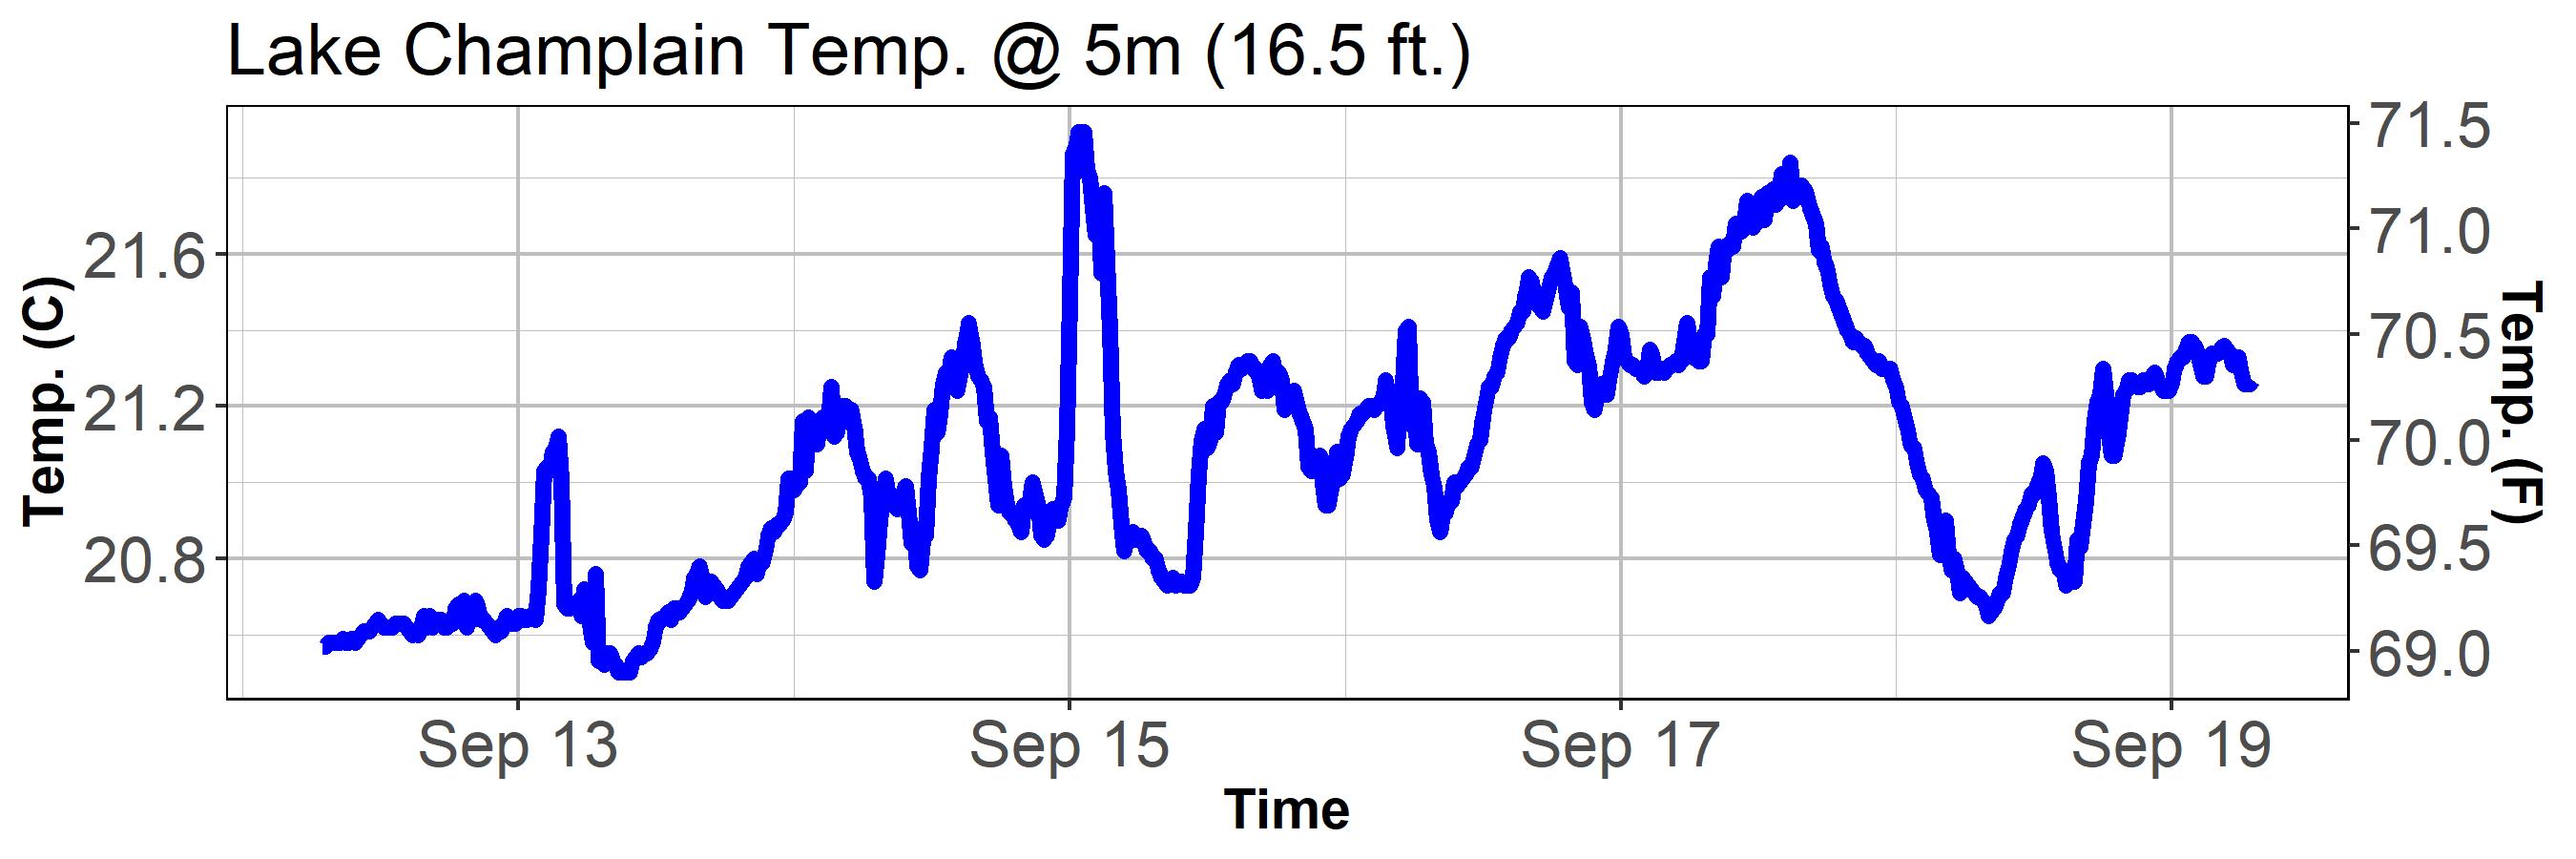 Lake Champlain Temp. @ 5m (16.5 ft.)
Temp. (C)
21.6
21.2
20.8
71.5
71.0
70.5
70.0
69.5
69.0
Temp. (F)
Sep 13
Sep 15
Sep 17
Sep 19
Time